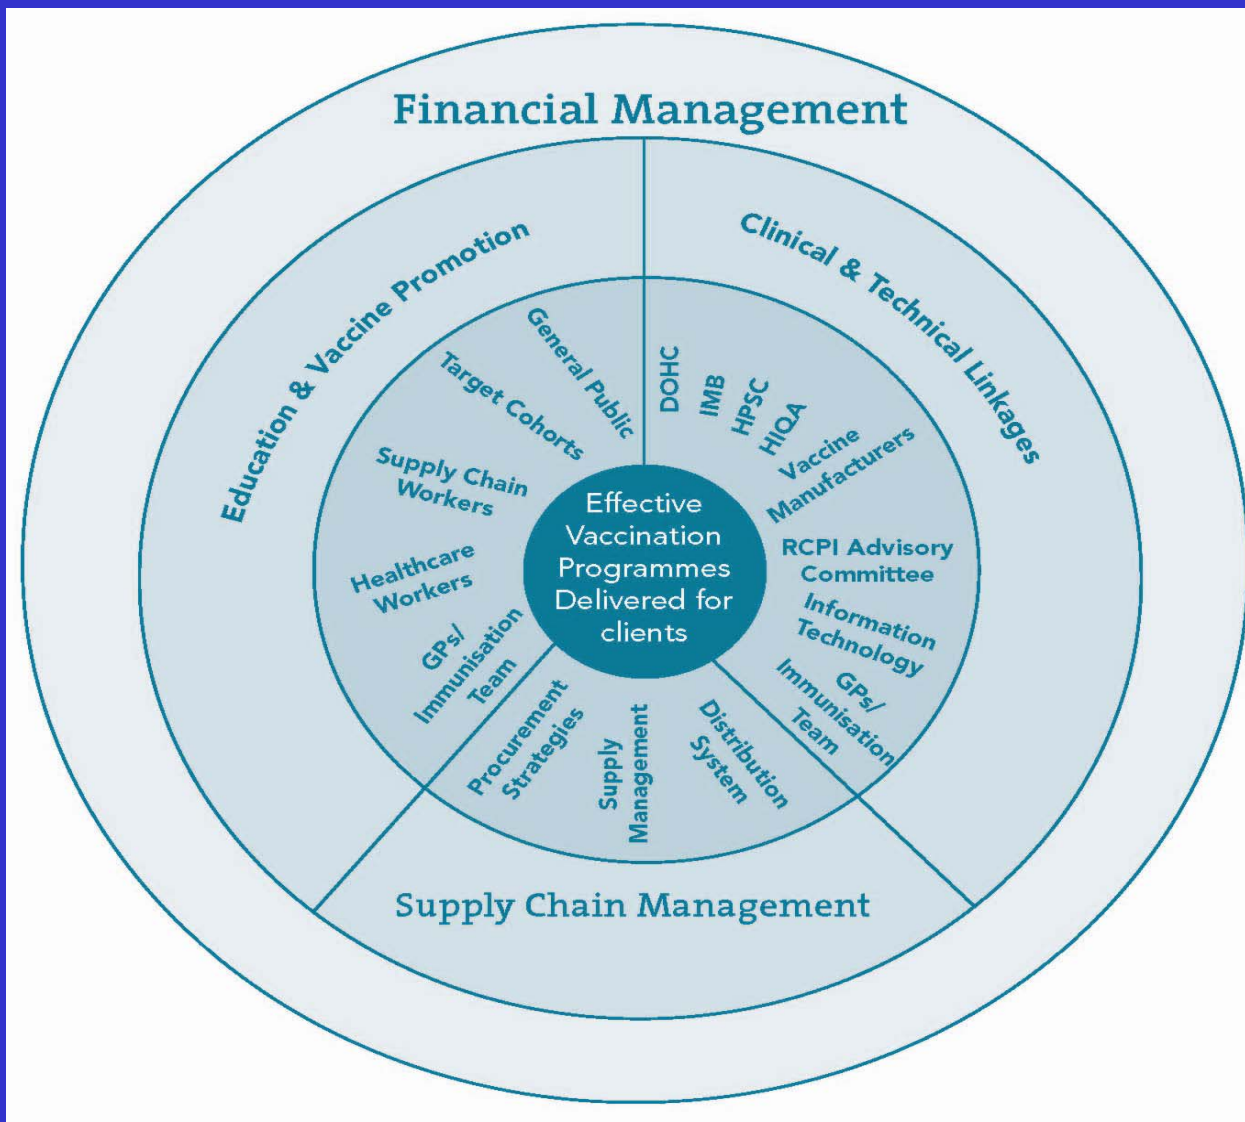 Financial Management
Education & Vaccine Promotion
Clinical & Technical Linkages
General Public
Target Cohorts
Supply Chain
Workers
Healthcare
Workers
GPs/
Immunisation
Team
DOHC
IMB
HPSC
HIQA
Vaccine
Manufacturers
RCPI Advisory
Committee
Information
Technology
GPs/
Immunisation
Team
Effective
Vaccination
Programmes
Delivered for
clients
Procurement
Strategies
Supply
Management
Distribution
System
Supply Chain Management